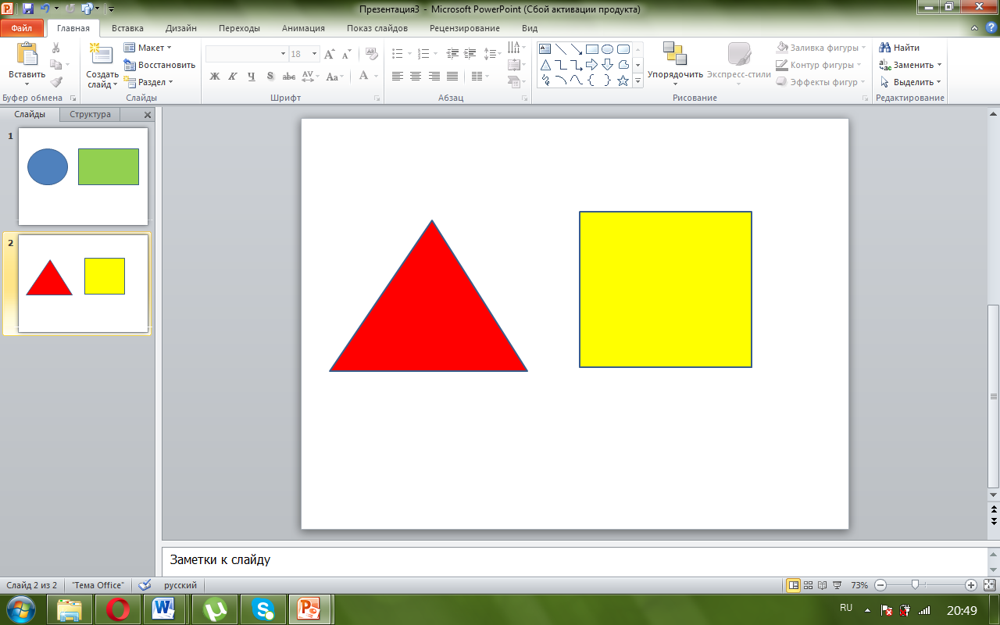 Презентация3 - Microsoft PowerPoint (Сбой активации продукта)
Файл Главная Вставка Дизайн Переходы Анимация Показ слайдов Рецензирование Вид
Вставить
Буфер обмена
Создать слайд
Макет
Восстановить
Раздел
Слайды
18
Ж К Ч S abc AV Aa А
Шрифт
Абзац
Упорядочить
Экспресс-стили
Заливка фигуры
Контур фигуры
Эффекты фигур
Рисование
Найти
Заменить
Выделить
Редактирование
Слайды Структура
1
2
Заметки к слайду
Слайд 2 из 2 "Тема Office" русский 73%
RU 20:49